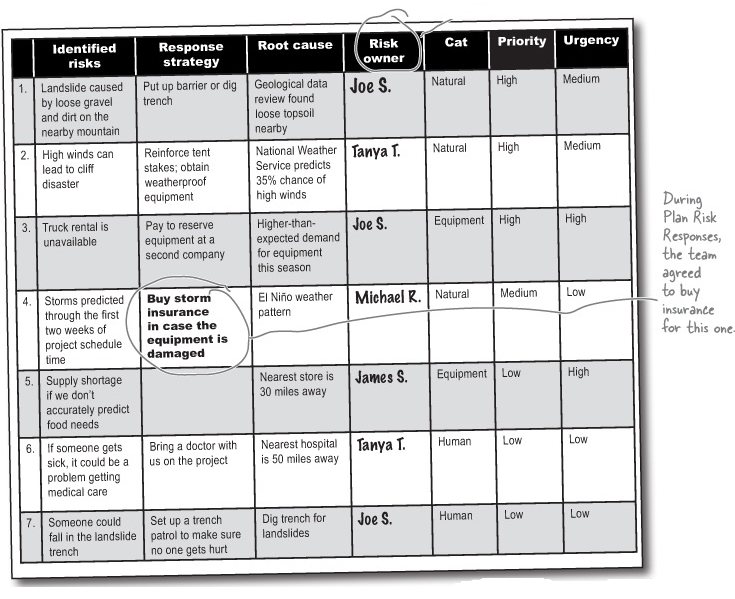 Identified risks
Response strategy
Root cause
Risk owner
Cat
Priority
Urgency
1.
Landslide caused
by loose gravel
and dirt on the
nearby mountain
Put up barrier or dig
trench
Geological data
review found
loose topsoil
nearby
Joe S.
Natural
High
Medium
2.
High winds can
lead to cliff
disaster
Reinforce tent
stakes; obtain
weatherproof
equipment
National Weather
Service predicts
35% chance of
high winds
Tanya T.
Natural
High
Medium
3.
Truck rental is
unavailable
Pay to reserve
equipment at a
second company
Higher-than-
expected demand
for equipment
this season
Joe S.
Equipment
High
High
4.
Storms predicted
through the first
two weeks of
project schedule
time
Buy storm
insurance
in case the
equipment is
damaged
El Niño weather
pattern
Michael R.
Natural
Medium
Low
5.
Supply shortage
if we don't
accurately predict
food needs
Nearest store is
30 miles away
James S.
Equipment
Low
High
6.
If someone gets
sick, it could be a
problem getting
medical care
Bring a doctor with
us on the project
Nearest hospital
is 50 miles away
Tanya T.
Human
Low
Low
7.
Someone could
fall in the landslide
trench
Set up a trench
patrol to make sure
no one gets hurt
Dig trench for
landslides
Joe S.
Human
Low
Low
During
Plan Risk
Responses,
the team
agreed
to buy
insurance
for this one.